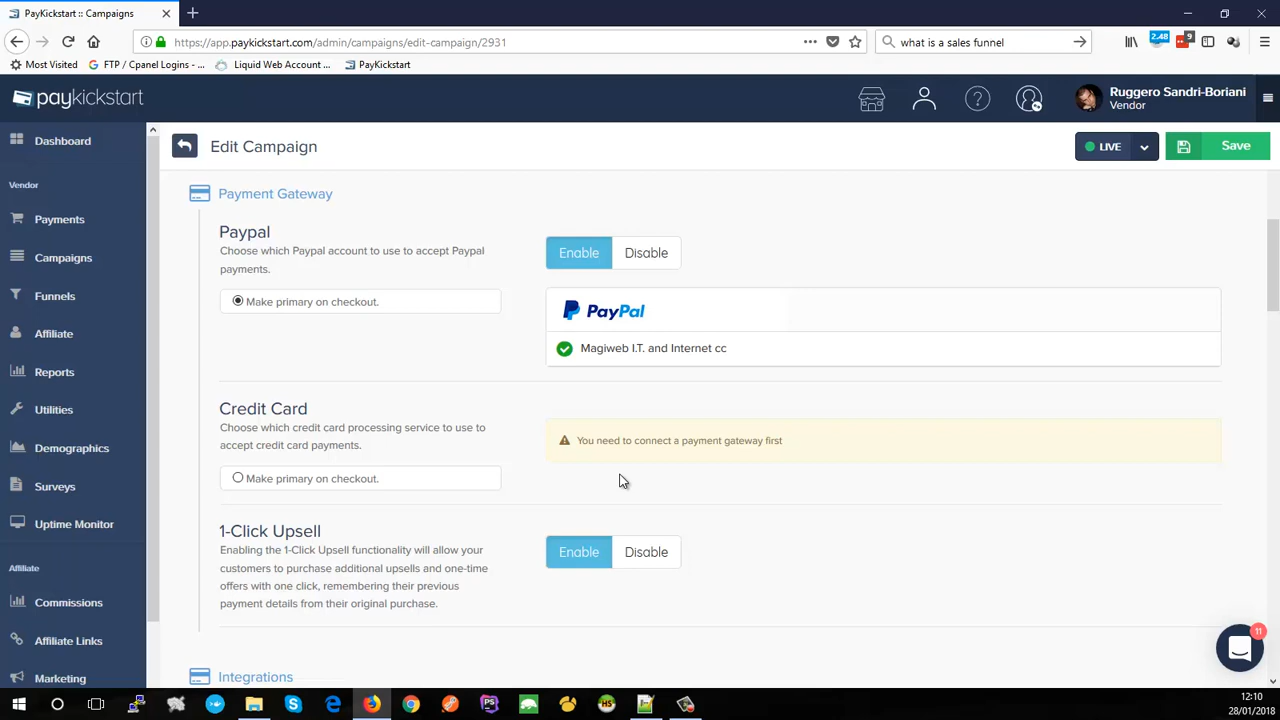 PayKickstart :: Campaigns
https://app.paykickstart.com/admin/campaigns/edit-campaign/2931
what is a sales funnel
2.48
9
Most Visited
FTP / Cpanel Logins - ...
Liquid Web Account ...
PayKickstart
paykickstart
Ruggero Sandri-Boriani
Vendor
Dashboard
Vendor
Payments
Campaigns
Funnels
Affiliate
Reports
Utilities
Demographics
Surveys
Uptime Monitor
Affiliate
Commissions
Affiliate Links
Marketing
Edit Campaign
LIVE
Save
Payment Gateway
Paypal
Choose which Paypal account to use to accept Paypal
payments.
Make primary on checkout.
Enable
Disable
PayPal
Magiweb I.T. and Internet cc
Credit Card
Choose which credit card processing service to use to
accept credit card payments.
Make primary on checkout.
You need to connect a payment gateway first
1-Click Upsell
Enabling the 1-Click Upsell functionality will allow your
customers to purchase additional upsells and one-time
offers with one click, remembering their previous
payment details from their original purchase.
Enable
Disable
Integrations
11
12:10
28/01/2018